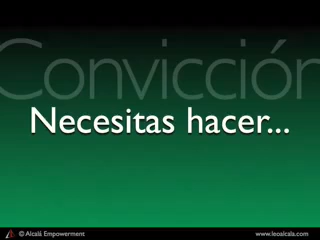 Convicción
Necesitas hacer...
© Alcalá Empowerment
www.leoalcala.com